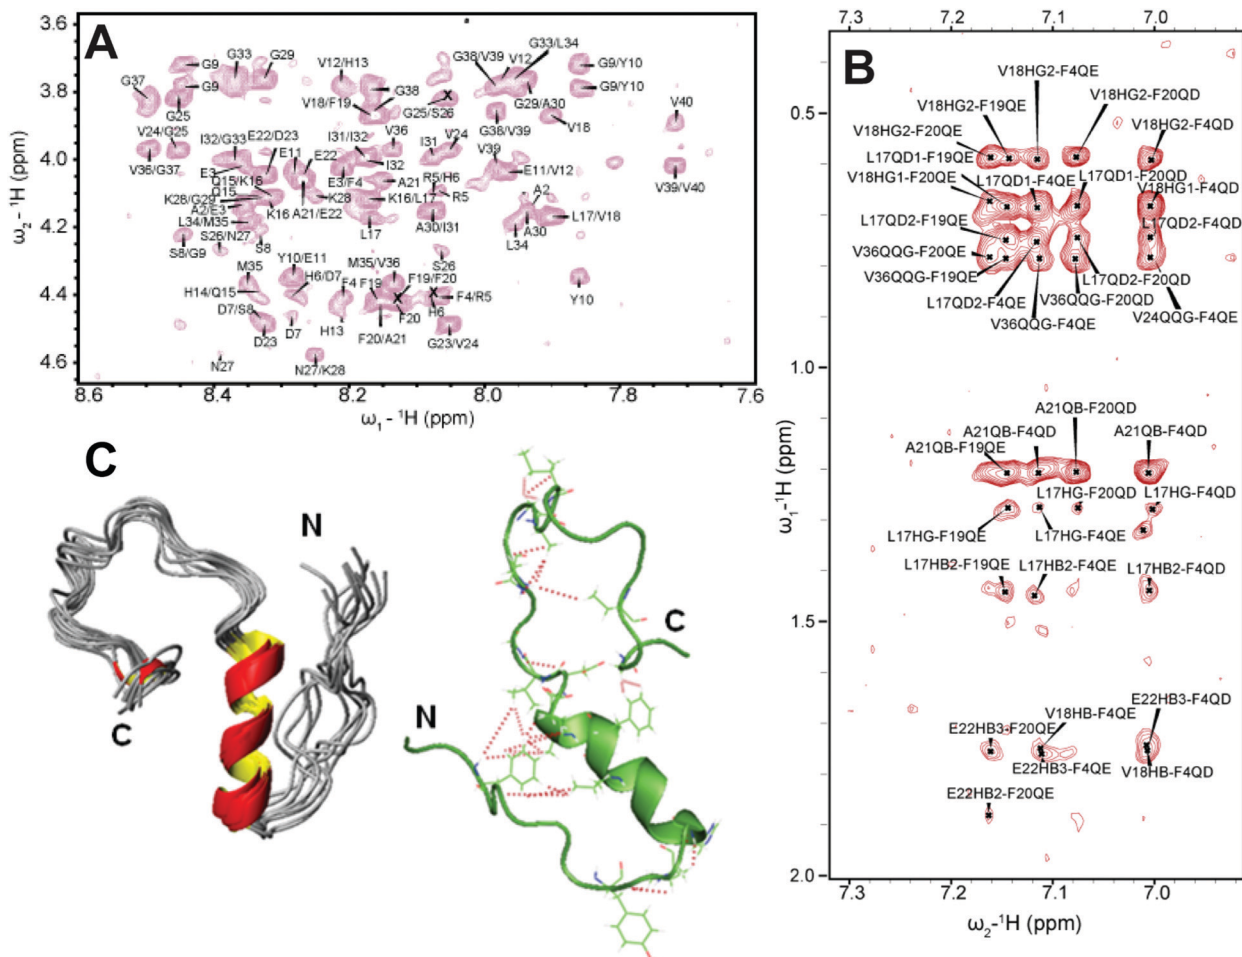 A
3.6
3.8
4.0
4.2
4.4
4.6
ω₂ - ¹H (ppm)
8.6
8.4
8.2
8.0
7.8
7.6
ω₁ - ¹H (ppm)
G37
G9
G9
G25
G33
G29
V12/H13
V18/F19
G38
G25/S26
G38/V39
V12
G33/L34
G29/A30
G38/V39
V18
G9/Y10
G9/Y10
V40
V24/G25
V36/G37
I32/G33
E22/D23
E11
E22
I31/I32
V36
I32
I31
V24
V39
E11/V12
V39/V40
E3
Q15/K16
Q15
K28/G29
A2/E3
L34/M35
K16
A21/E22
K28
E3/F4
A21
K16/L17
R5/H6
R5
A2
L17
A30/I31
L34
A30
L17/V18
S26/N27
S8/G9
S8
M35
Y10/E11
H6/D7
M35/V36
S26
H14/Q15
F4
F19
F19/F20
F4/R5
H6
Y10
D7/S8
D7
H13
F20
F20/A21
G23/V24
D23
N27
N27/K28
B
7.3
7.2
7.1
7.0
0.5
1.0
1.5
2.0
ω₁-¹H (ppm)
V18HG2-F4QE
V18HG2-F19QE
V18HG2-F20QD
V18HG2-F20QE
V18HG2-F4QD
L17QD1-F19QE
L17QD1-F4QE
L17QD1-F20QD
V18HG1-F20QE
V18HG1-F4QD
L17QD2-F19QE
L17QD2-F4QD
V36QQG-F20QE
V36QQG-F19QE
L17QD2-F20QD
L17QD2-F4QE
V36QQG-F20QD
V36QQG-F4QE
V24QQG-F4QD
A21QB-F20QD
A21QB-F4QD
A21QB-F19QE
A21QB-F4QD
L17HG-F20QD
L17HG-F4QD
L17HG-F19QE
L17HG-F4QE
L17HB2-F19QE
L17HB2-F4QE
L17HB2-F4QD
E22HB3-F4QD
V18HB-F4QE
E22HB3-F20QE
E22HB3-F4QE
V18HB-F4QD
E22HB2-F20QE
7.3
7.2
7.1
7.0
ω₂-¹H (ppm)
C
N
C
N
C